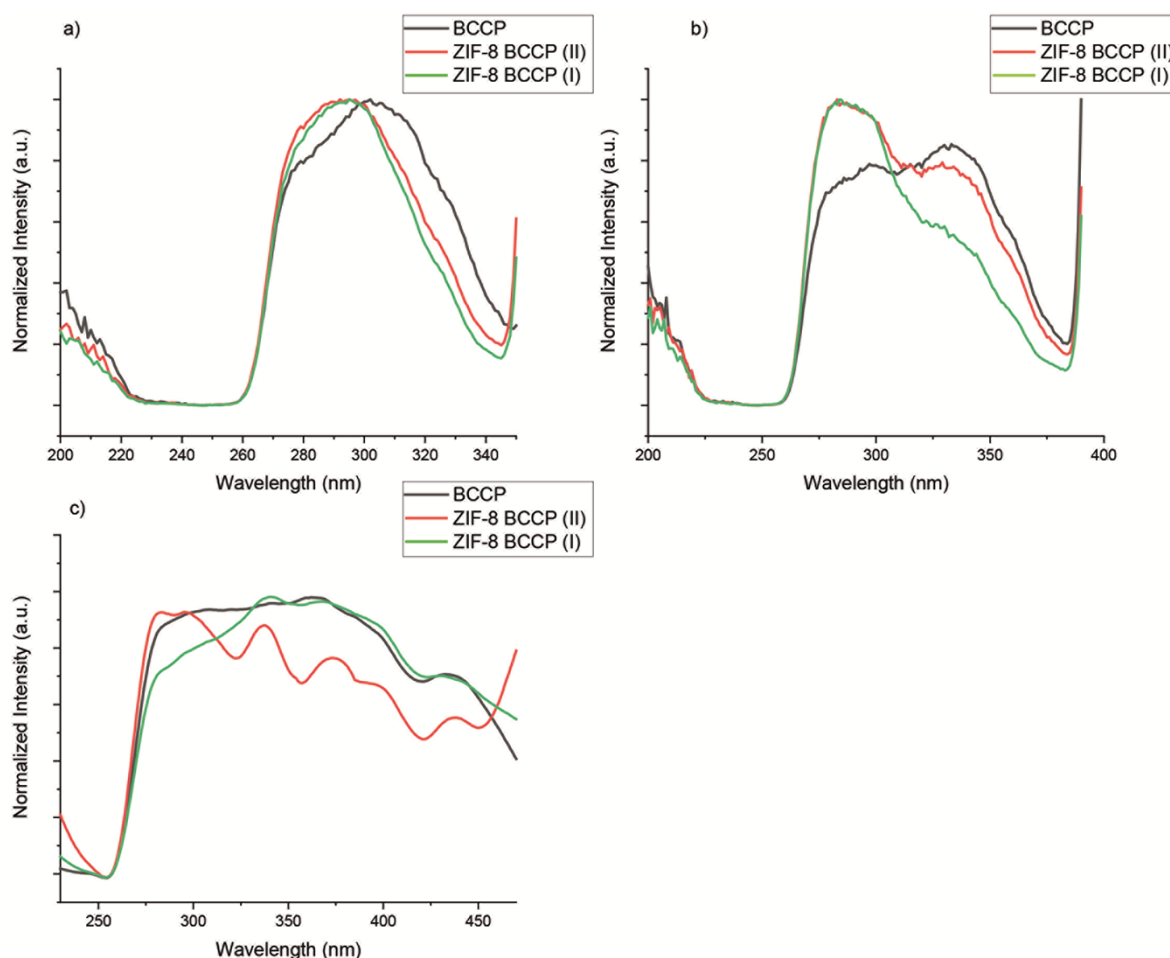 a)
BCCP
ZIF-8 BCCP (II)
ZIF-8 BCCP (I)
Normalized Intensity (a.u.)
200 220 240 260 280 300 320 340
Wavelength (nm)
b)
BCCP
ZIF-8 BCCP (II)
ZIF-8 BCCP (I)
Normalized Intensity (a.u.)
200 250 300 350 400
Wavelength (nm)
c)
BCCP
ZIF-8 BCCP (II)
ZIF-8 BCCP (I)
Normalized Intensity (a.u.)
250 300 350 400 450
Wavelength (nm)